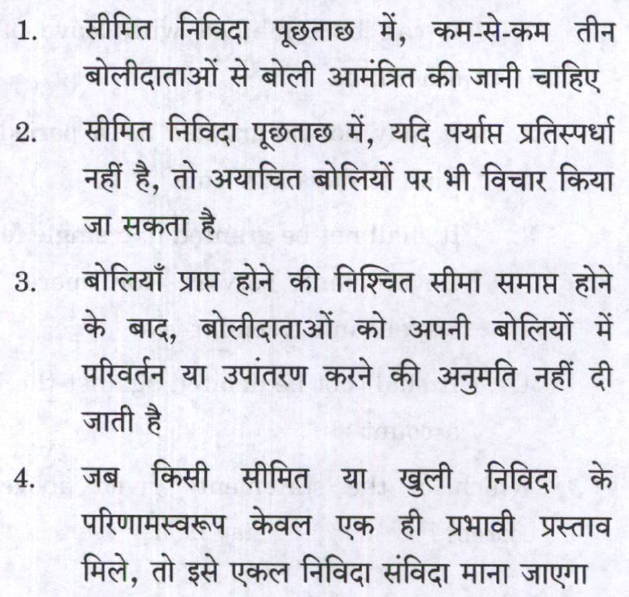 1. सीमित निविदा पूछताछ में, कम-से-कम तीन
बोलीदाताओं से बोली आमंत्रित की जानी चाहिए
2. सीमित निविदा पूछताछ में, यदि पर्याप्त प्रतिस्पर्धा
नहीं है, तो अयाचित बोलियों पर भी विचार किया
जा सकता है
3. बोलियाँ प्राप्त होने की निश्चित सीमा समाप्त होने
के बाद, बोलीदाताओं को अपनी बोलियों में
परिवर्तन या उपांतरण करने की अनुमति नहीं दी
जाती है
4. जब किसी सीमित या खुली निविदा के
परिणामस्वरूप केवल एक ही प्रभावी प्रस्ताव
मिले, तो इसे एकल निविदा संविदा माना जाएगा